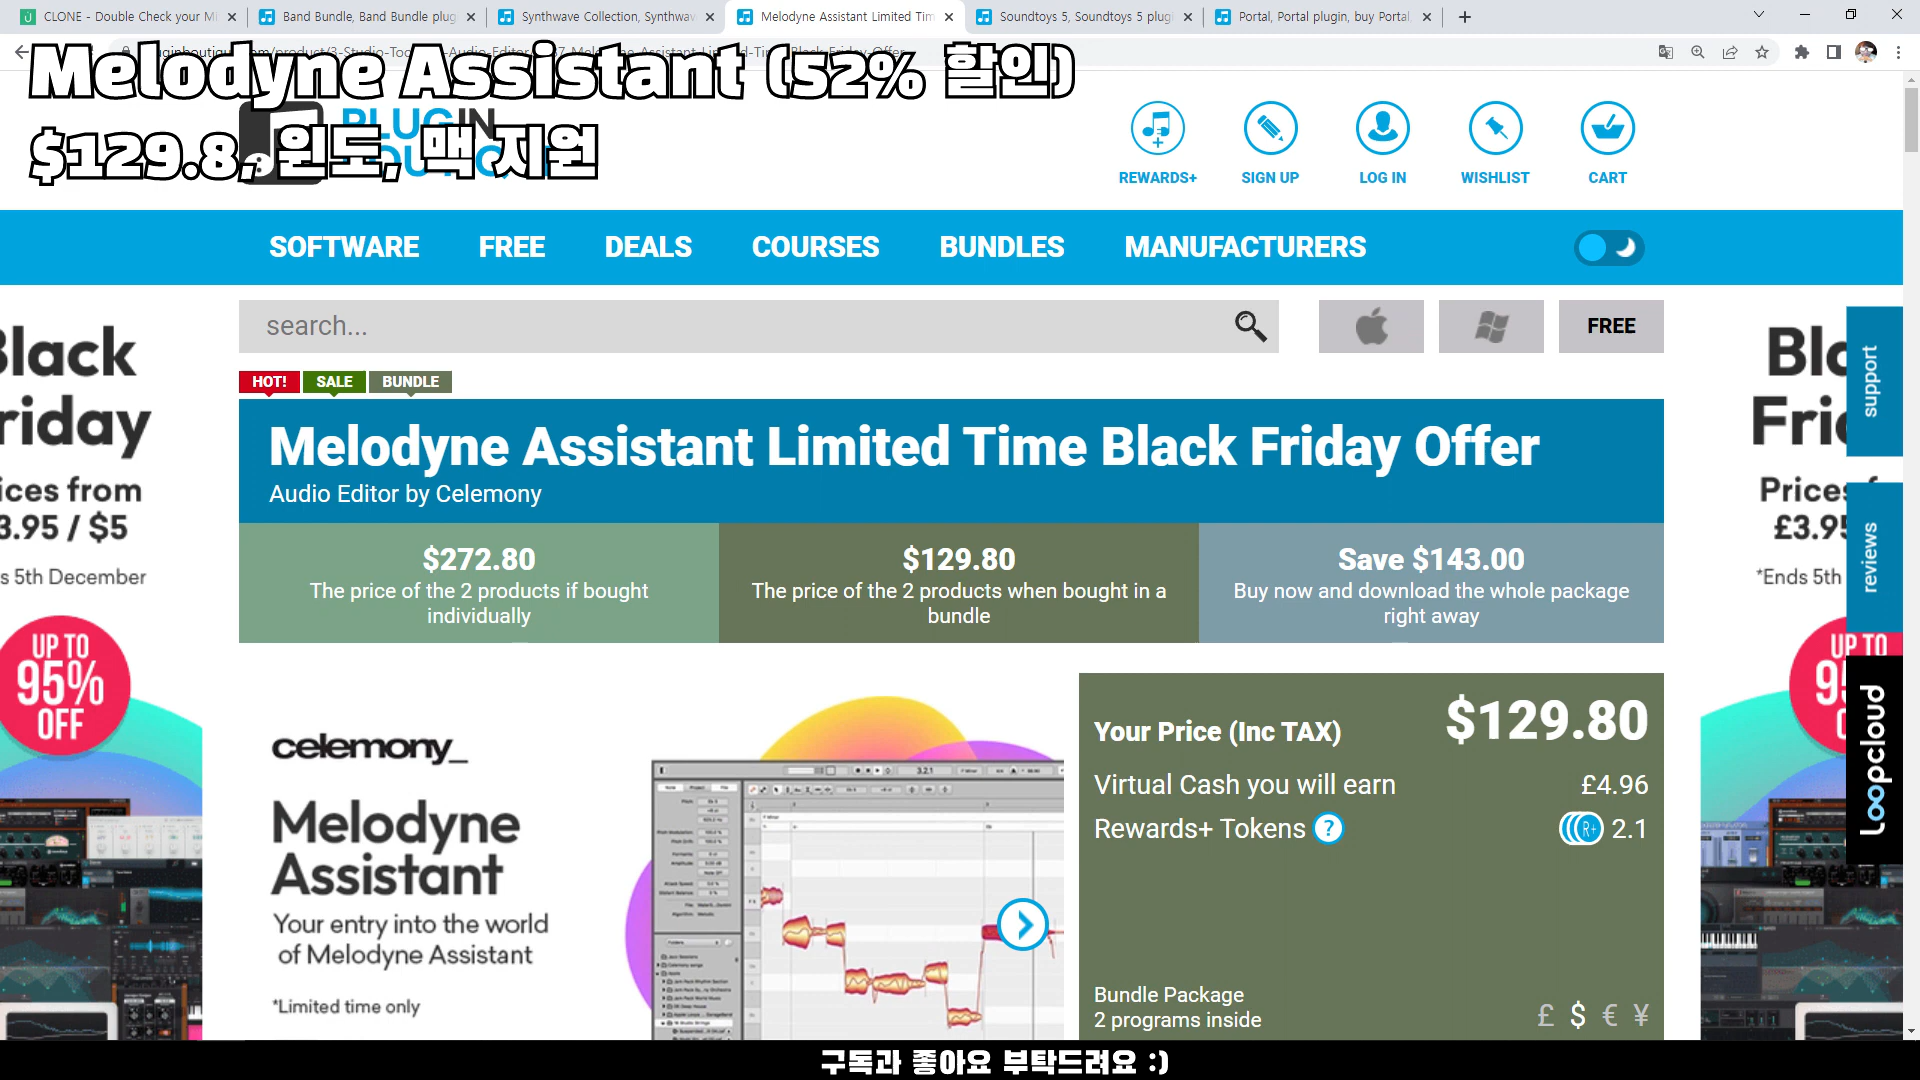 CLONE - Double Check your M
Band Bundle, Band Bundle plug
Synthwave Collection, Synthwav
Melodyne Assistant Limited Tim
Soundtoys 5, Soundtoys 5 plug
Portal, Portal plugin, buy Portal
Melodyne Assistant (52% 할인)
$129.8, 윈도, 맥 지원
REWARDS+
SIGN UP
LOG IN
WISHLIST
CART
SOFTWARE
FREE
DEALS
COURSES
BUNDLES
MANUFACTURERS
search...
FREE
HOT!
SALE
BUNDLE
Melodyne Assistant Limited Time Black Friday Offer
Audio Editor by Celemony
$272.80
The price of the 2 products if bought
individually
$129.80
The price of the 2 products when bought in a
bundle
Save $143.00
Buy now and download the whole package
right away
celemony_
Melodyne
Assistant
Your entry into the world
of Melodyne Assistant
*Limited time only
Your Price (Inc TAX)
$129.80
Virtual Cash you will earn
£4.96
Rewards+ Tokens ?
R+ 2.1
Bundle Package
2 programs inside
£ $ € ¥
lack
riday
ices from
3.95 / $5
s 5th December
UP TO
95%
OFF
Bla
Fri
Prices f
£3.95
*Ends 5th
UP TO
support
reviews
loopcloud
구독과 좋아요 부탁드려요 :)